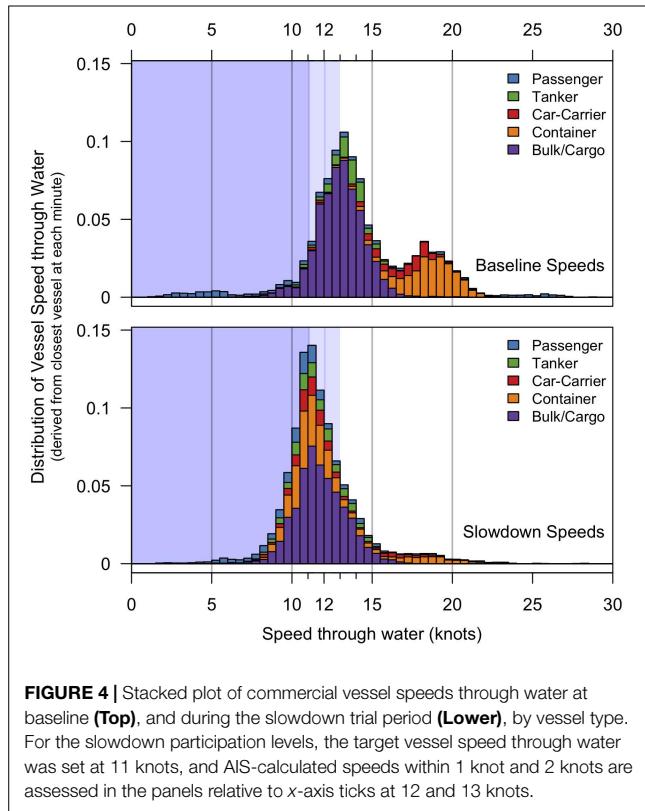 0 5 10 12 15 20 25 30
0.15
0.1
0.05
0
Passenger
Tanker
Car-Carrier
Container
Bulk/Cargo
Baseline Speeds
0.15
0.1
0.05
0
Passenger
Tanker
Car-Carrier
Container
Bulk/Cargo
Slowdown Speeds
Distribution of Vessel Speed through Water
(derived from closest vessel at each minute)
0 5 10 12 15 20 25 30
Speed through water (knots)
FIGURE 4 | Stacked plot of commercial vessel speeds through water at
baseline (Top), and during the slowdown trial period (Lower), by vessel type.
For the slowdown participation levels, the target vessel speed through water
was set at 11 knots, and AIS-calculated speeds within 1 knot and 2 knots are
assessed in the panels relative to x-axis ticks at 12 and 13 knots.